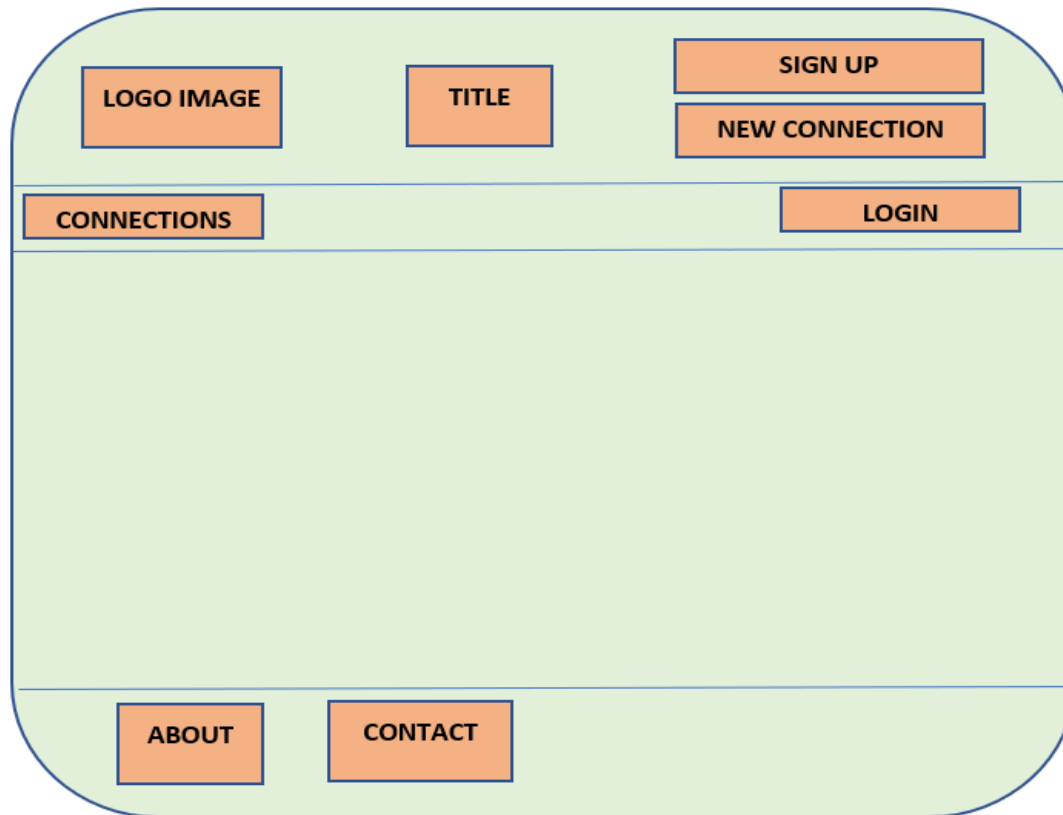 LOGO IMAGE
TITLE
SIGN UP
NEW CONNECTION
CONNECTIONS
LOGIN
ABOUT
CONTACT